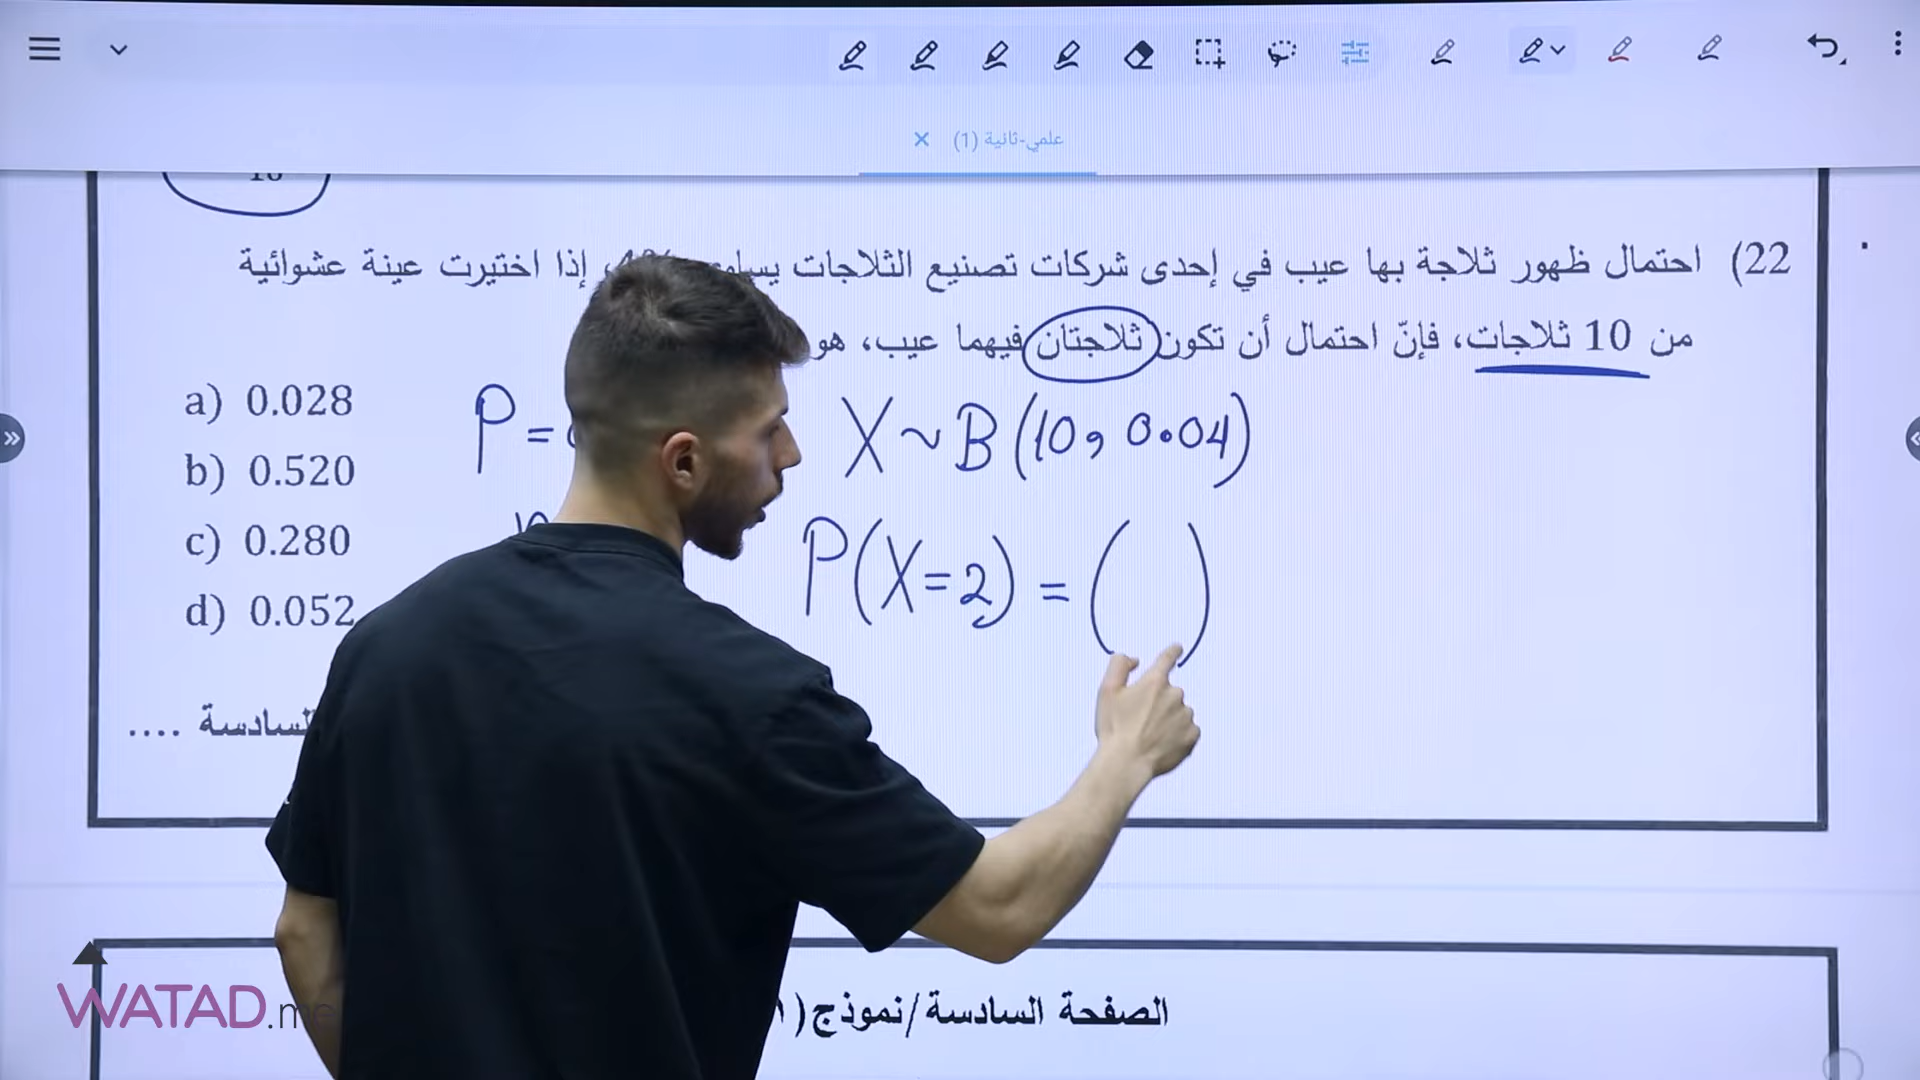 علمي-ثانية (1)
22) احتمال ظهور ثلاجة بها عيب في إحدى شركات تصنيع الثلاجات يساوي 4%، إذا اختيرت عينة عشوائية
من 10 ثلاجات، فإنّ احتمال أن تكون ثلاجتان فيهما عيب، هو
a) 0.028
b) 0.520
c) 0.280
d) 0.052
P =
X ~ B(10, 0.04)
P(X=2) = ( )
السادسة ....
الصفحة السادسة/نموذج(
WATAD.me